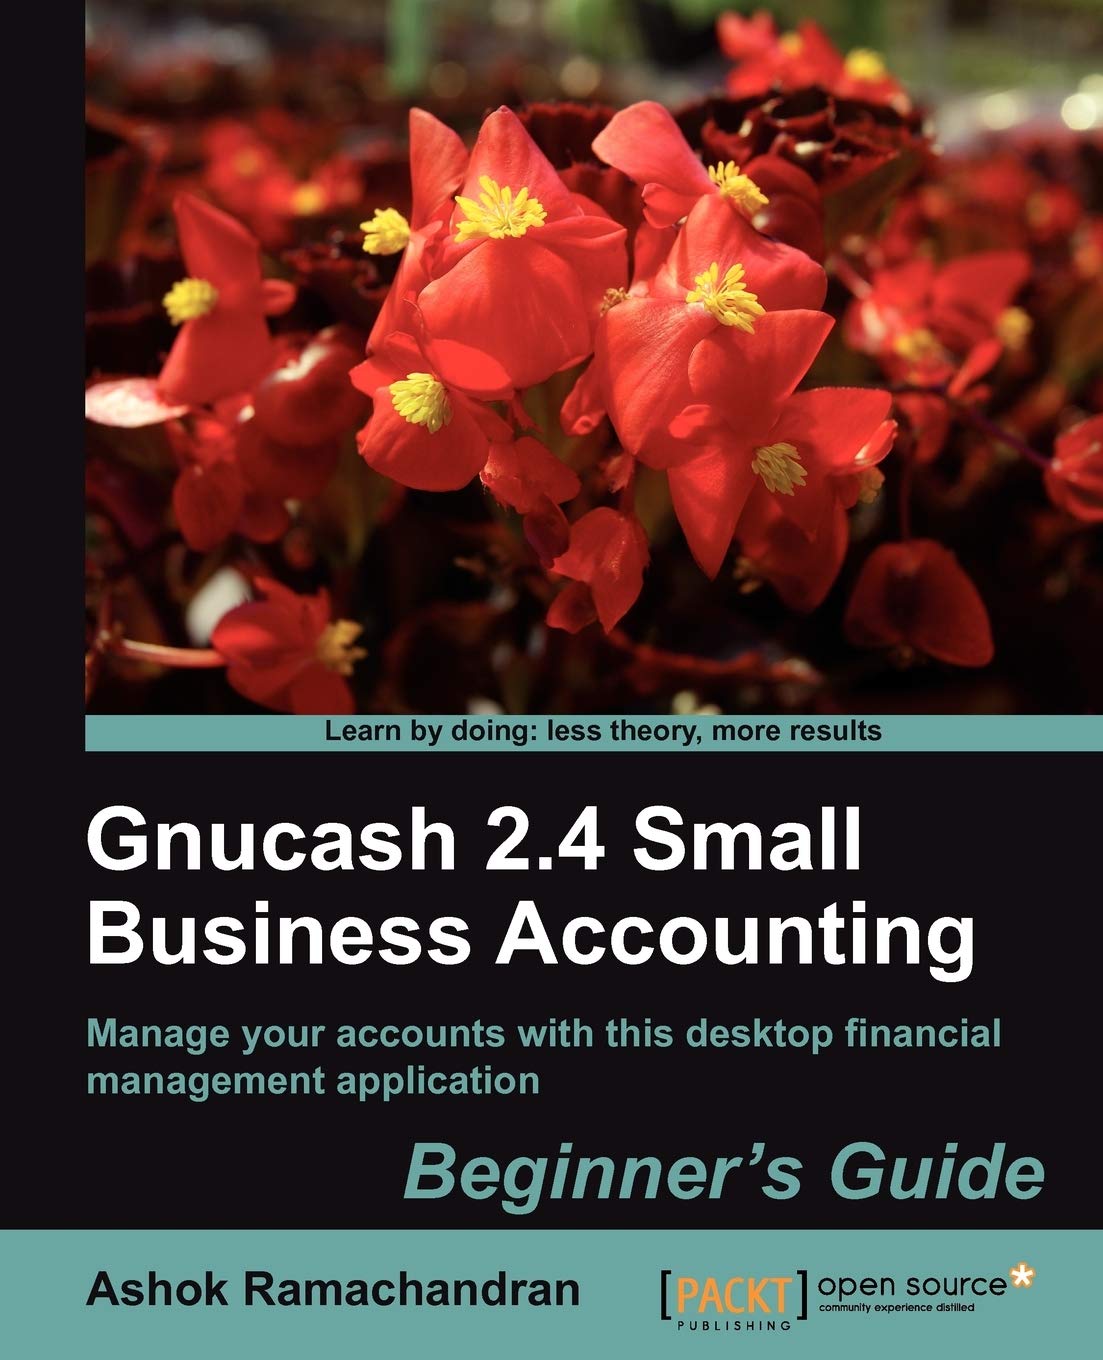 Learn by doing: less theory, more results
Gnucash 2.4 Small
Business Accounting
Manage your accounts with this desktop financial
management application
Beginner's Guide
Ashok Ramachandran
[PACKT]
PUBLISHING
open source*
community experience distilled